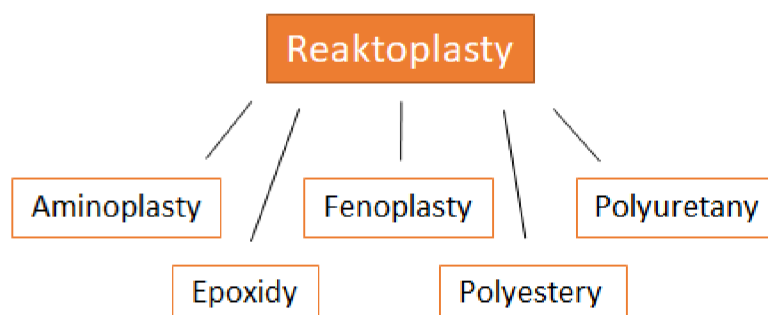 Reaktoplasty
Aminoplasty
Fenoplasty
Polyuretany
Epoxidy
Polyestery